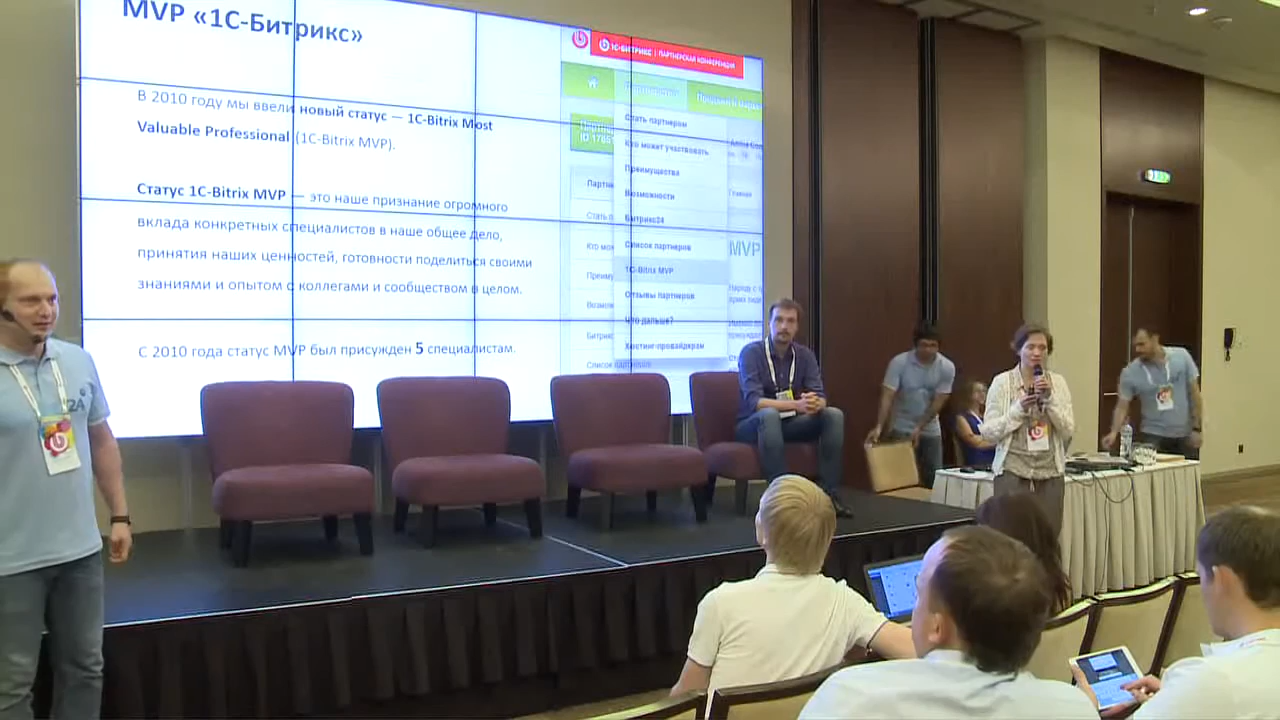 MVP «1С-Битрикс»
В 2010 году мы ввели новый статус — 1C-Bitrix Most
Valuable Professional (1C-Bitrix MVP).
Статус 1C-Bitrix MVP — это наше признание огромного
вклада конкретных специалистов в наше общее дело,
принятия наших ценностей, готовности поделиться своими
знаниями и опытом с коллегами и сообществом в целом.
С 2010 года статус MVP был присужден 5 специалистам.
1С-БИТРИКС | ПАРТНЕРСКАЯ КОНФЕРЕНЦИЯ
Стать партнером
Кто может участвовать
Преимущества
Возможности
Битрикс24
Список партнеров
1C-Bitrix MVP
Отзывы партнеров
Что дальше?
Хостинг-провайдерам
Главная
MVP